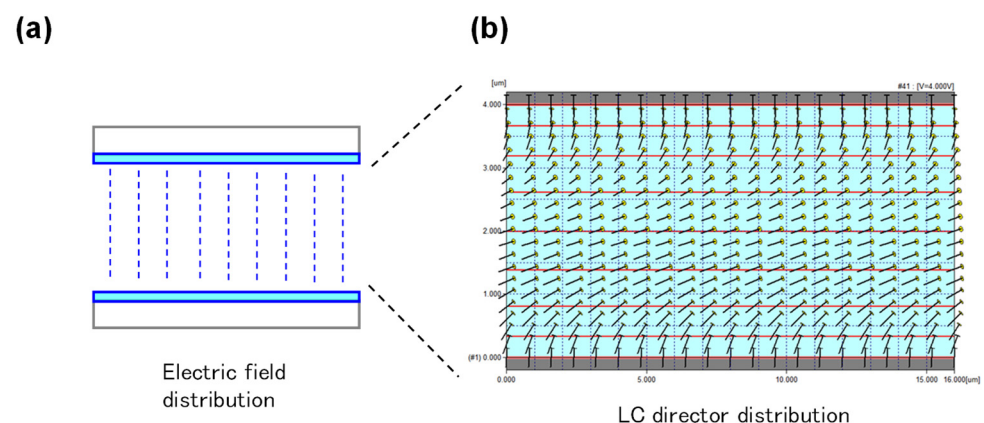 (a)
(b)
[um]
#41 : [V=4.000V]
4.000
3.000
2.000
1.000
(#1) 0.000
0.000
5.000
10.000
15.000
16.000[um]
Electric field
distribution
LC director distribution